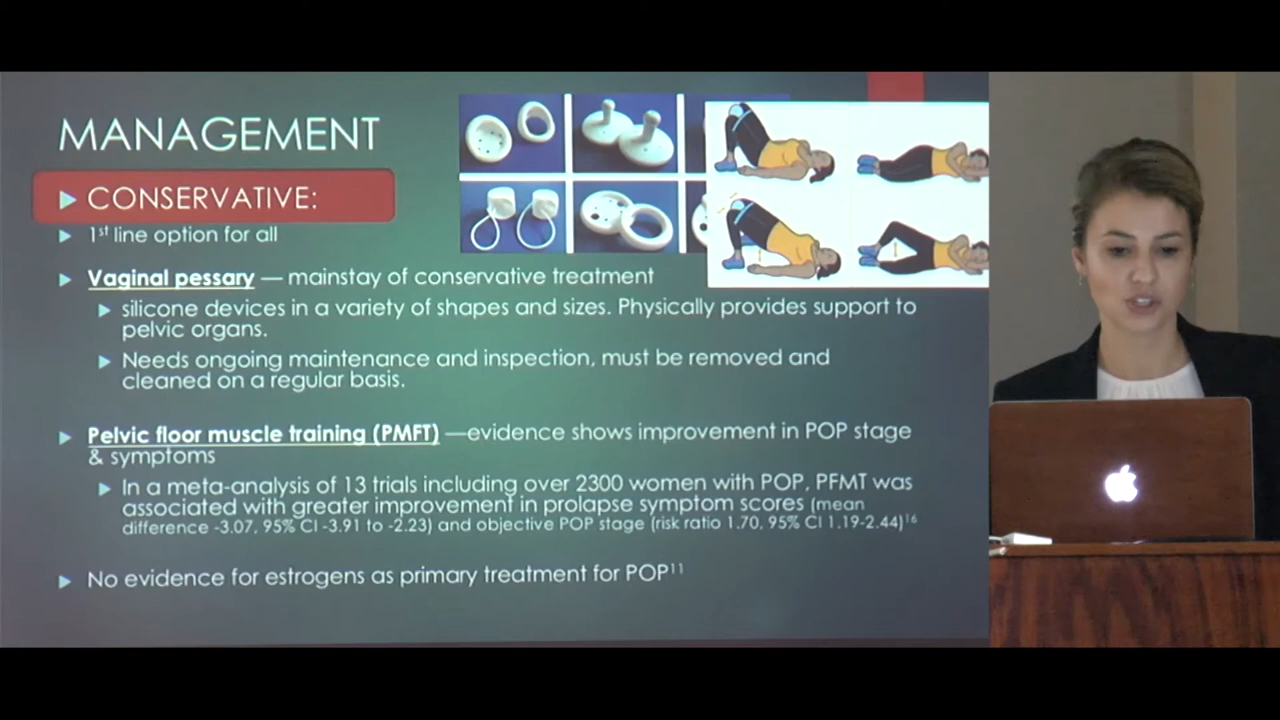 MANAGEMENT
CONSERVATIVE:
1st line option for all
Vaginal pessary — mainstay of conservative treatment
silicone devices in a variety of shapes and sizes. Physically provides support to
pelvic organs.
Needs ongoing maintenance and inspection, must be removed and
cleaned on a regular basis.
Pelvic floor muscle training (PMFT) —evidence shows improvement in POP stage
& symptoms
In a meta-analysis of 13 trials including over 2300 women with POP, PFMT was
associated with greater improvement in prolapse symptom scores (mean
difference -3.07, 95% CI -3.91 to -2.23) and objective POP stage (risk ratio 1.70, 95% CI 1.19-2.44)16
No evidence for estrogens as primary treatment for POP11